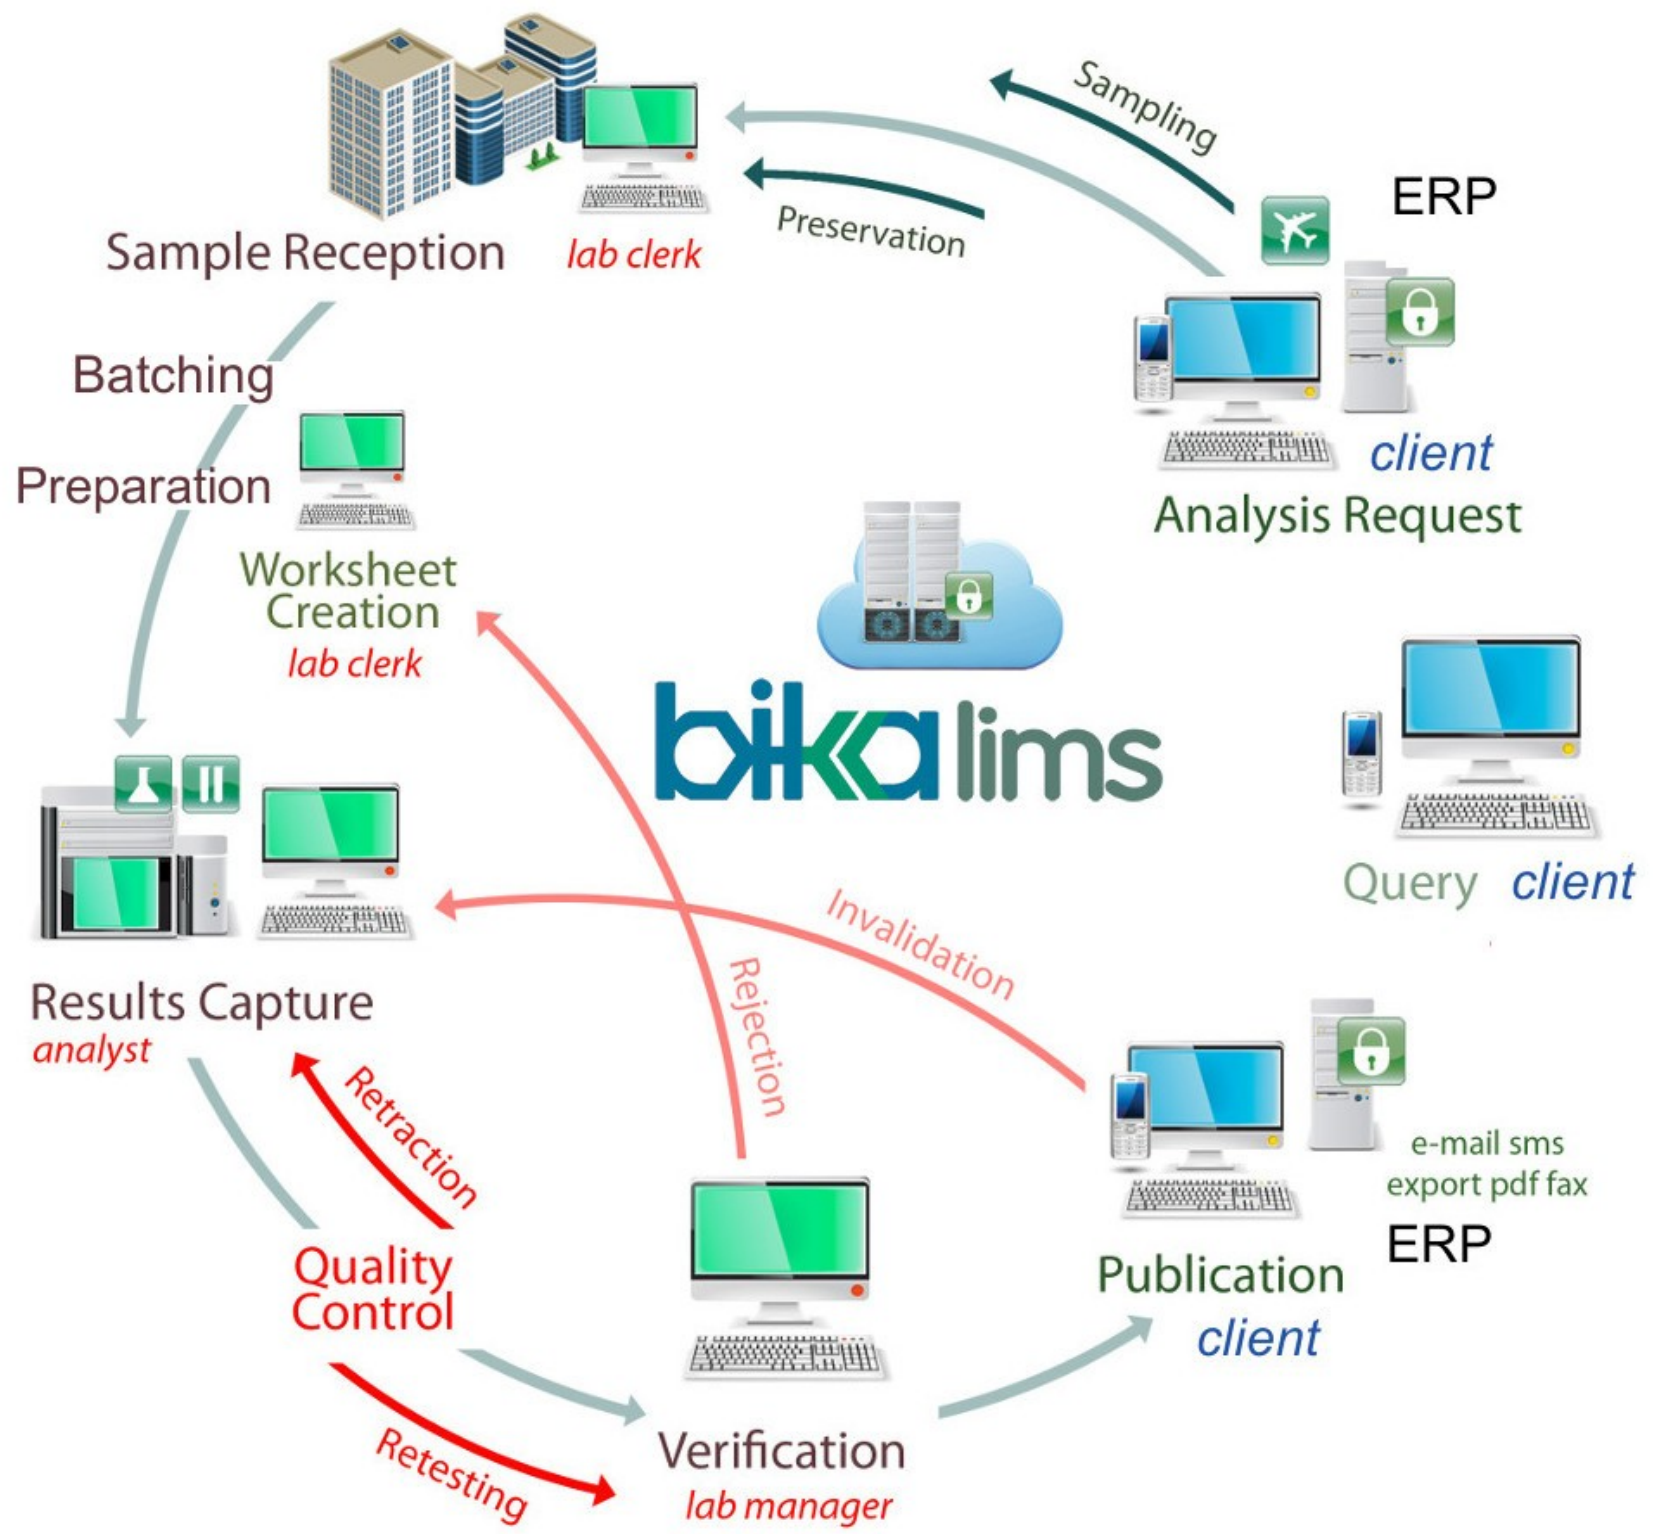 Sampling
ERP
Preservation
Sample Reception
lab clerk
Batching
Preparation
client
Analysis Request
Worksheet
Creation
lab clerk
bika lims
Query client
Invalidation
Rejection
Results Capture
analyst
Retraction
e-mail sms
export pdf fax
ERP
Quality
Control
Publication
client
Retesting
Verification
lab manager